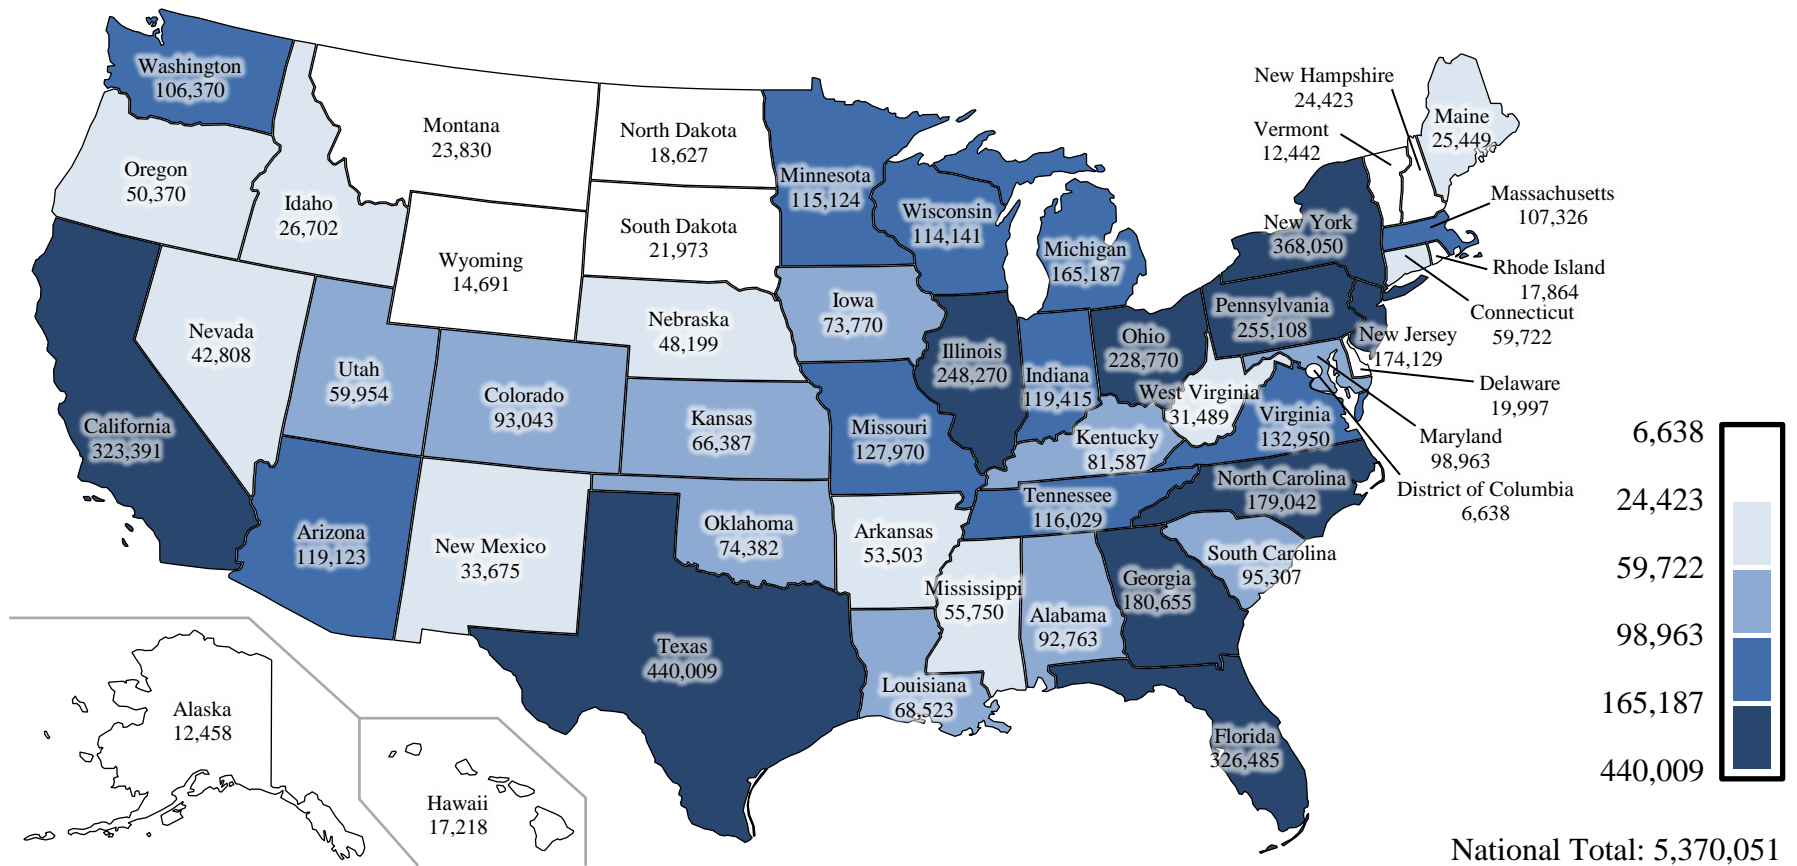 Washington
106,370
Oregon
50,370
Idaho
26,702
Montana
23,830
North Dakota
18,627
South Dakota
21,973
Wyoming
14,691
Minnesota
115,124
Wisconsin
114,141
Michigan
165,187
New Hampshire
24,423
Vermont
12,442
Maine
25,449
Massachusetts
107,326
New York
368,050
Rhode Island
17,864
Connecticut
59,722
Pennsylvania
255,108
New Jersey
174,129
Delaware
19,997
Maryland
98,963
District of Columbia
6,638
Nevada
42,808
Utah
59,954
Colorado
93,043
Nebraska
48,199
Iowa
73,770
Illinois
248,270
Indiana
119,415
Ohio
228,770
West Virginia
31,489
Virginia
132,950
California
323,391
Kansas
66,387
Missouri
127,970
Kentucky
81,587
Arizona
119,123
New Mexico
33,675
Oklahoma
74,382
Arkansas
53,503
Tennessee
116,029
North Carolina
179,042
South Carolina
95,307
Mississippi
55,750
Alabama
92,763
Georgia
180,655
Texas
440,009
Louisiana
68,523
Florida
326,485
Alaska
12,458
Hawaii
17,218
6,638
24,423
59,722
98,963
165,187
440,009
National Total: 5,370,051